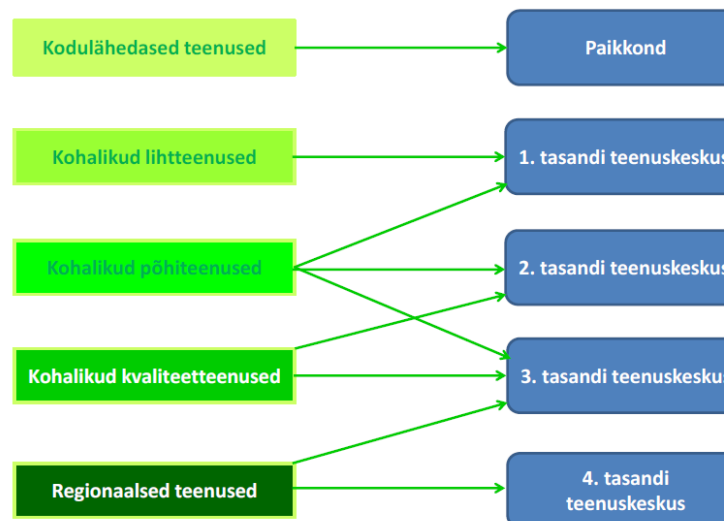 Kodulähedased teenused
Paikkond
Kohalikud lihtteenused
1. tasandi teenuskeskus
Kohalikud põhiteenused
2. tasandi teenuskeskus
Kohalikud kvaliteetteenused
3. tasandi teenuskeskus
Regionaalsed teenused
4. tasandi
teenuskeskus